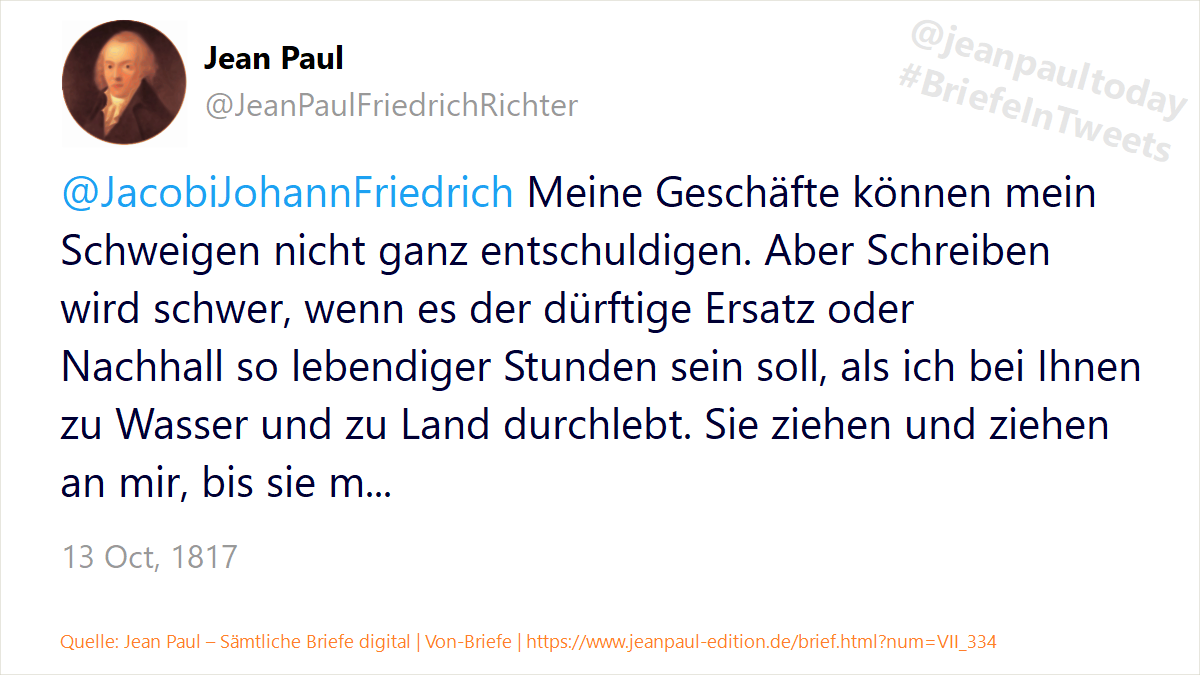 Jean Paul
@JeanPaulFriedrichRichter
@jeanpaultoday
#BriefeInTweets
@JacobiJohannFriedrich Meine Geschäfte können mein
Schweigen nicht ganz entschuldigen. Aber Schreiben
wird schwer, wenn es der dürftige Ersatz oder
Nachhall so lebendiger Stunden sein soll, als ich bei Ihnen
zu Wasser und zu Land durchlebt. Sie ziehen und ziehen
an mir, bis sie m...
13 Oct, 1817
Quelle: Jean Paul – Sämtliche Briefe digital | Von-Briefe | https://www.jeanpaul-edition.de/brief.html?num=VII_334